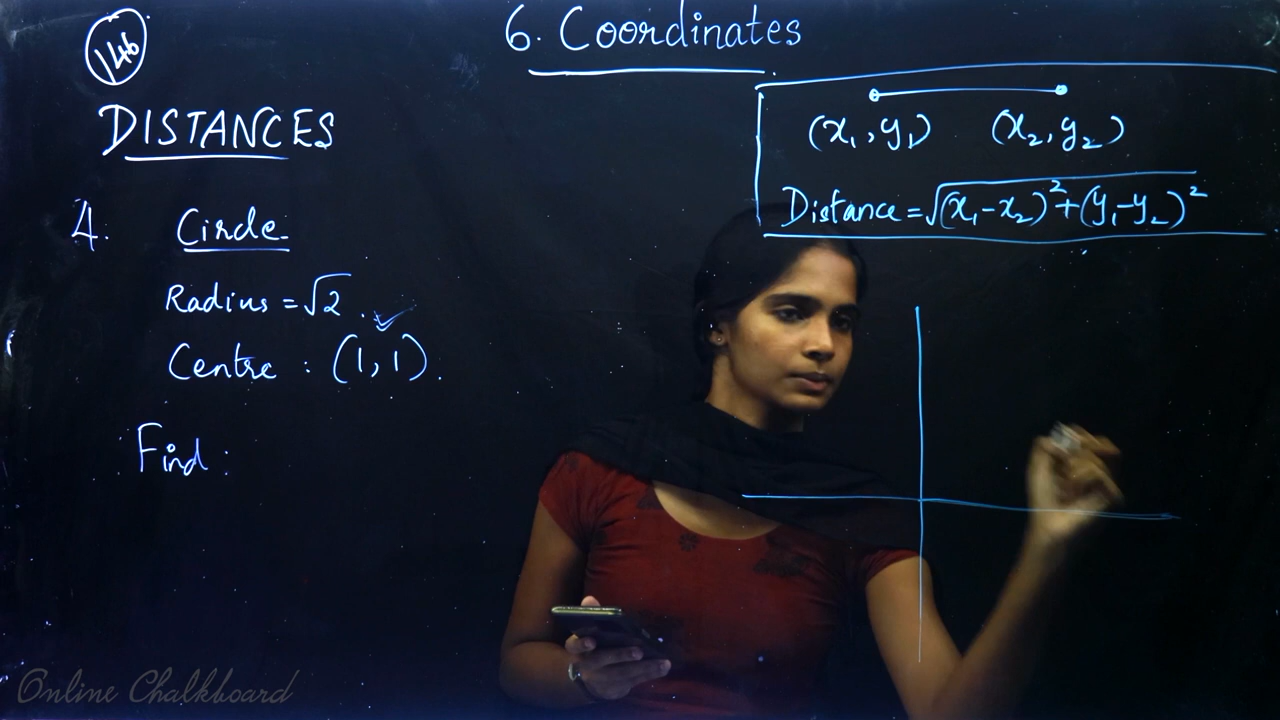 146
6. Coordinates
DISTANCES
(x₁, y₁) (x₂, y₂)
Distance = √(x₁-x₂)² + (y₁-y₂)²
4. Circle
Radius = √2 . ✓
Centre : (1, 1).
Find :
Online Chalkboard